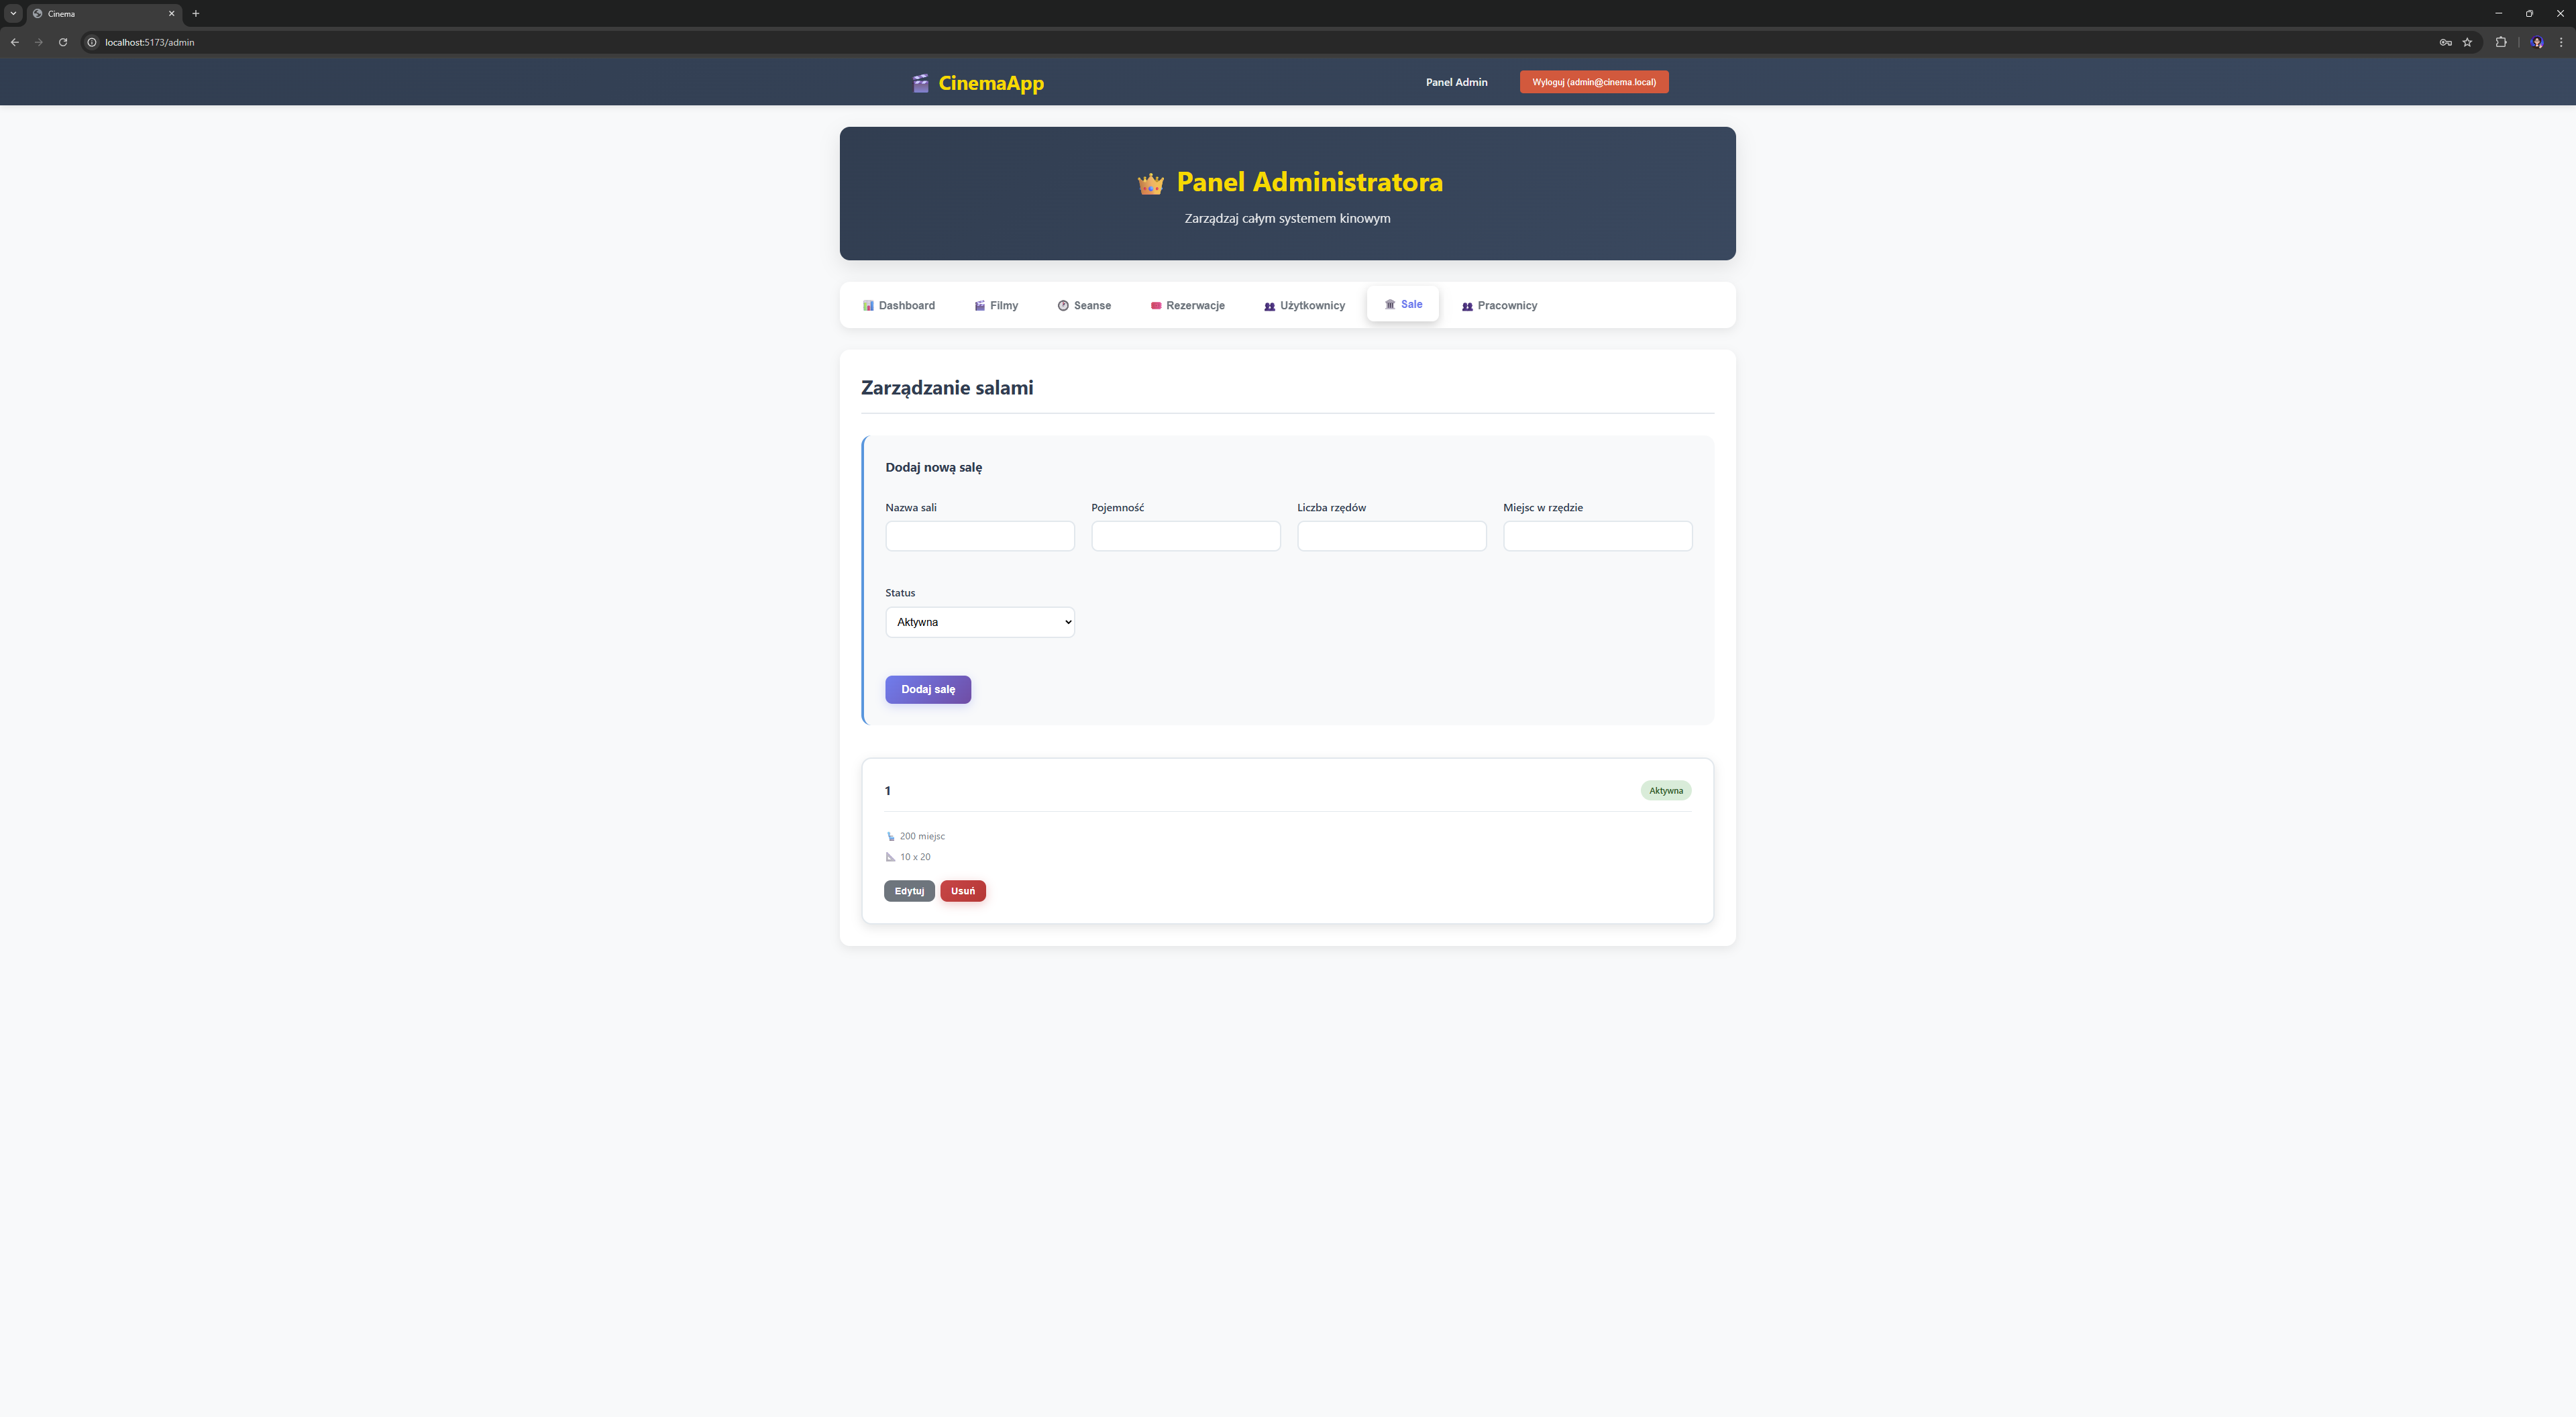 Cinema
localhost:5173/admin
CinemaApp
Panel Admin
Wyloguj (admin@cinema.local)
Panel Administratora
Zarządzaj całym systemem kinowym
Dashboard
Filmy
Seanse
Rezerwacje
Użytkownicy
Sale
Pracownicy
Zarządzanie salami
Dodaj nową salę
Nazwa sali
Pojemność
Liczba rzędów
Miejsc w rzędzie
Status
Aktywna
Dodaj salę
1
Aktywna
200 miejsc
10 x 20
Edytuj
Usuń